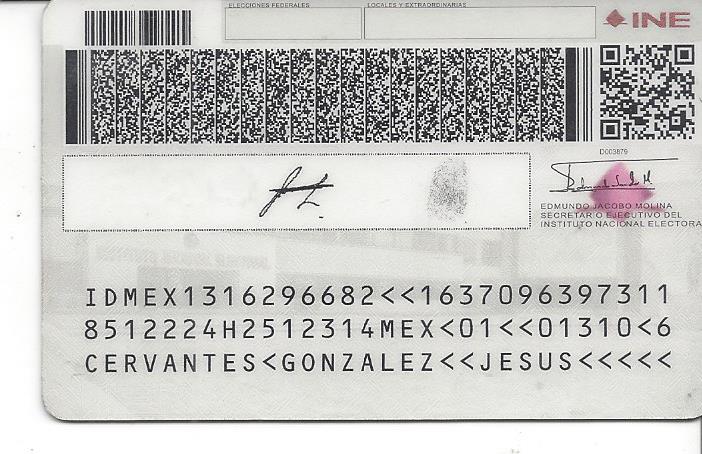 ELECCIONES FEDERALES
LOCALES Y EXTRAORDINARIAS
INE
D003879
EDMUNDO JACOBO MOLINA
SECRETARIO EJECUTIVO DEL
INSTITUTO NACIONAL ELECTORA
IDMEX1316296682<<1637096397311
8512224H2512314MEX<01<<01310<6
CERVANTES<GONZALEZ<<JESUS<<<<<